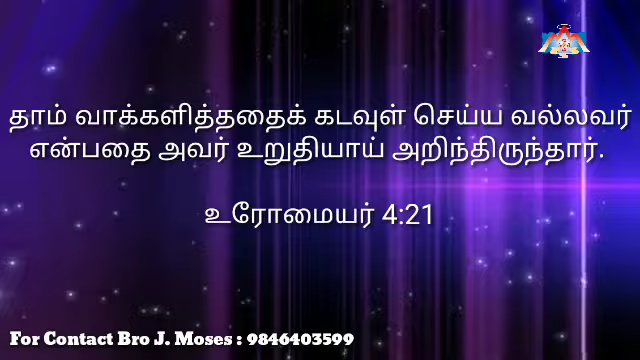 தாம் வாக்களித்ததைக் கடவுள் செய்ய வல்லவர்
என்பதை அவர் உறுதியாய் அறிந்திருந்தார்.
உரோமையர் 4:21
For Contact Bro J. Moses : 9846403599